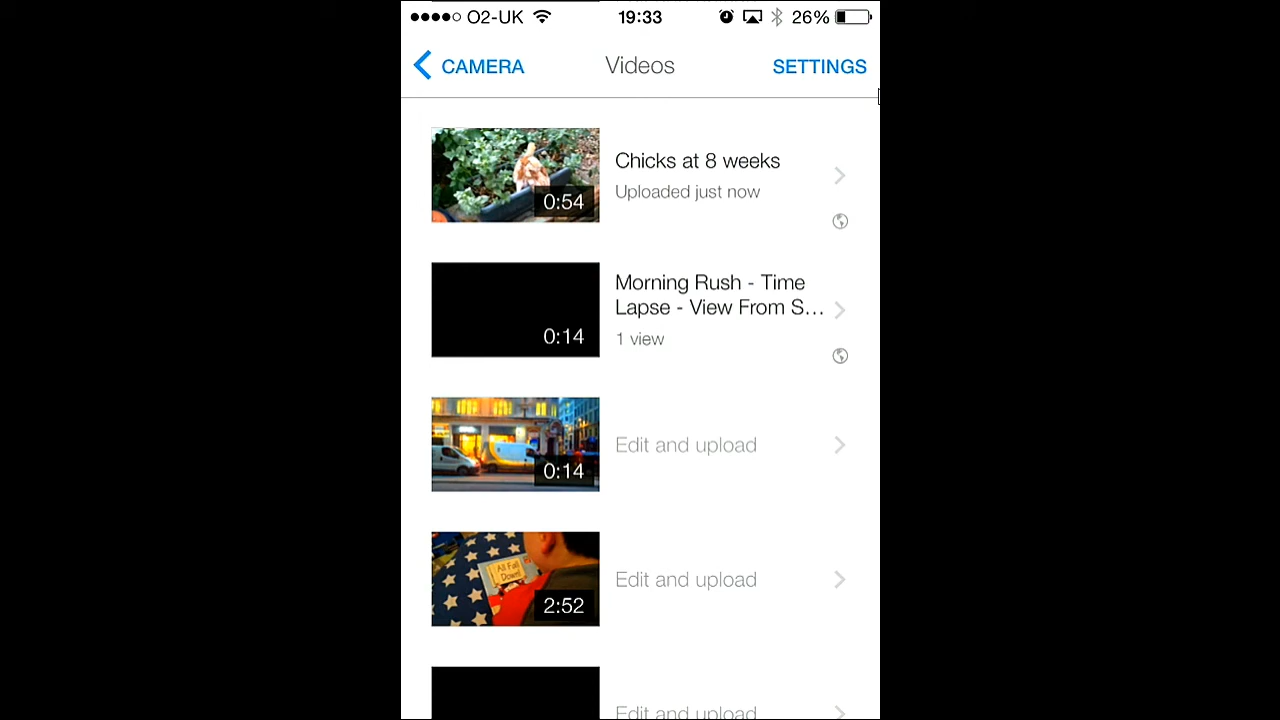 O2-UK 19:33 26%
CAMERA Videos SETTINGS
Chicks at 8 weeks
Uploaded just now
0:54
Morning Rush - Time
Lapse - View From S...
1 view
0:14
Edit and upload
0:14
All Fall
Down
Edit and upload
2:52
Edit and upload